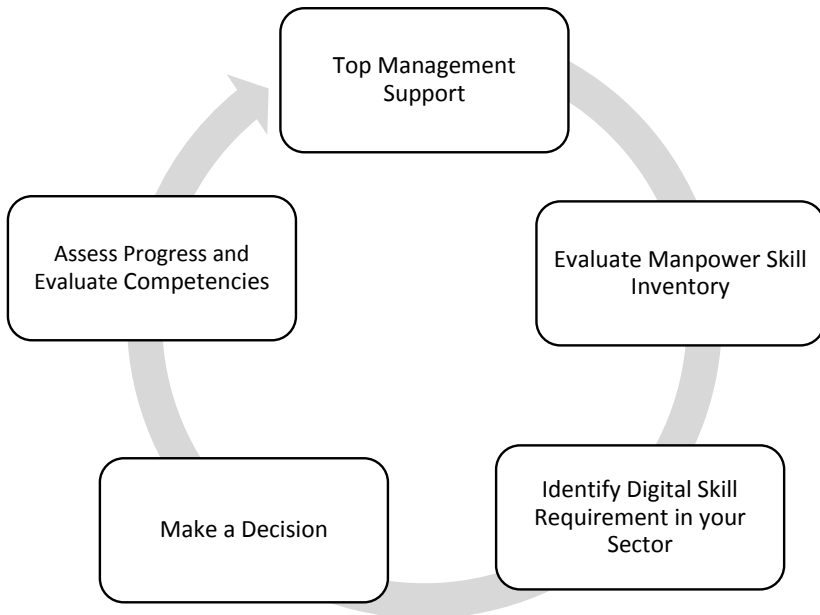 Top Management
Support
Evaluate Manpower Skill
Inventory
Identify Digital Skill
Requirement in your
Sector
Make a Decision
Assess Progress and
Evaluate Competencies